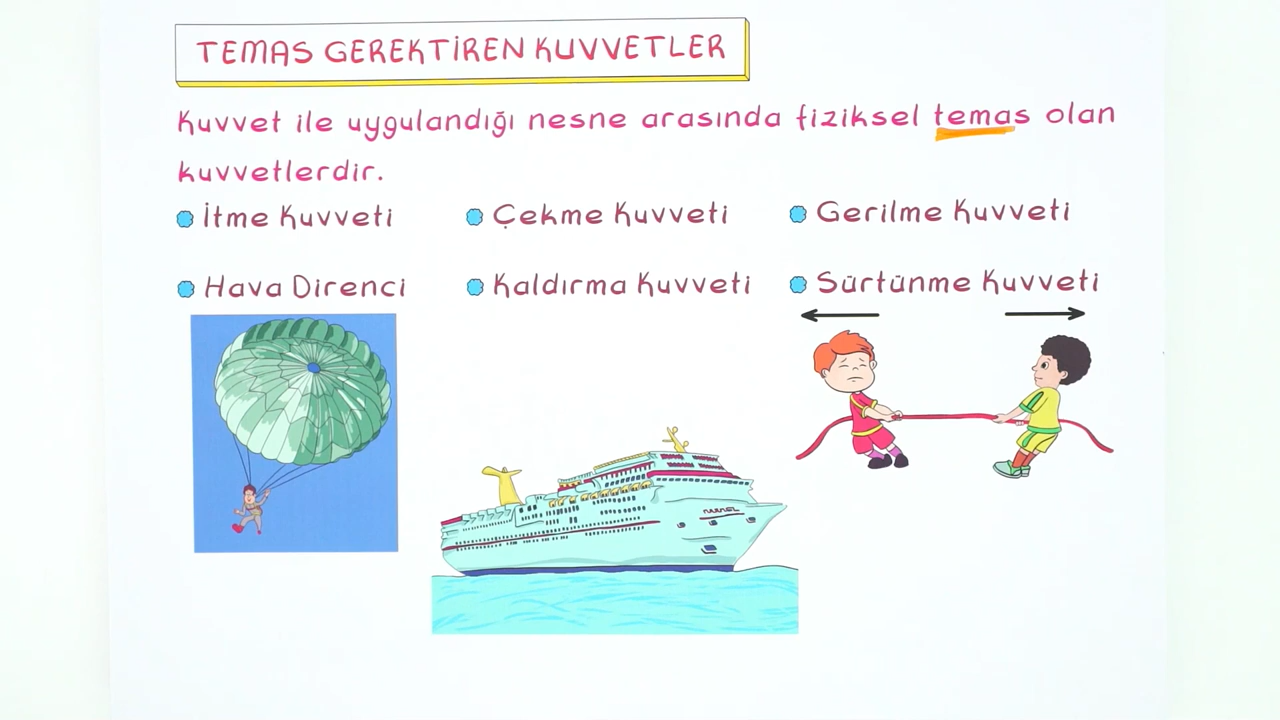 TEMAS GEREKTİREN KUVVETLER
Kuvvet ile uygulandığı nesne arasında fiziksel temas olan
kuvvetlerdir.
İtme Kuvveti
Çekme Kuvveti
Gerilme Kuvveti
Hava Direnci
Kaldırma Kuvveti
Sürtünme Kuvveti